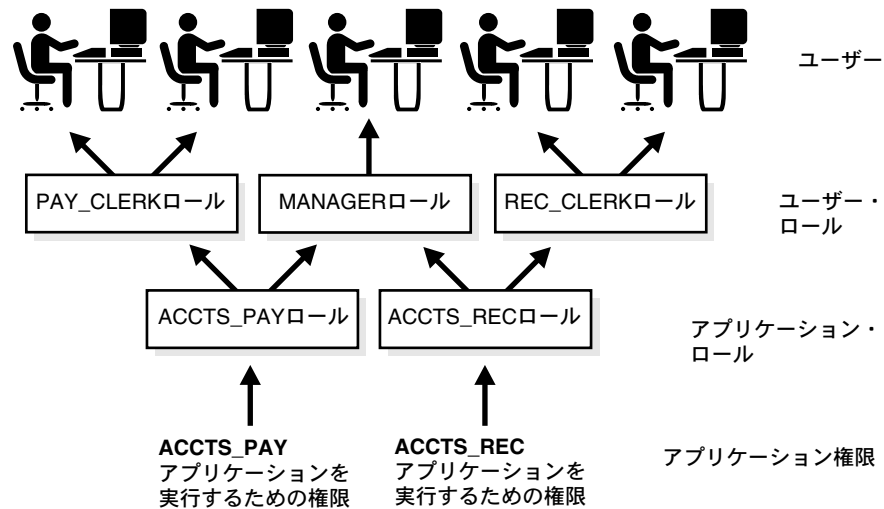 ユーザー
PAY_CLERKロール
MANAGERロール
REC_CLERKロール
ユーザー・
ロール
ACCTS_PAYロール
ACCTS_RECロール
アプリケーション・
ロール
ACCTS_PAY
アプリケーションを
実行するための権限
ACCTS_REC
アプリケーションを
実行するための権限
アプリケーション権限